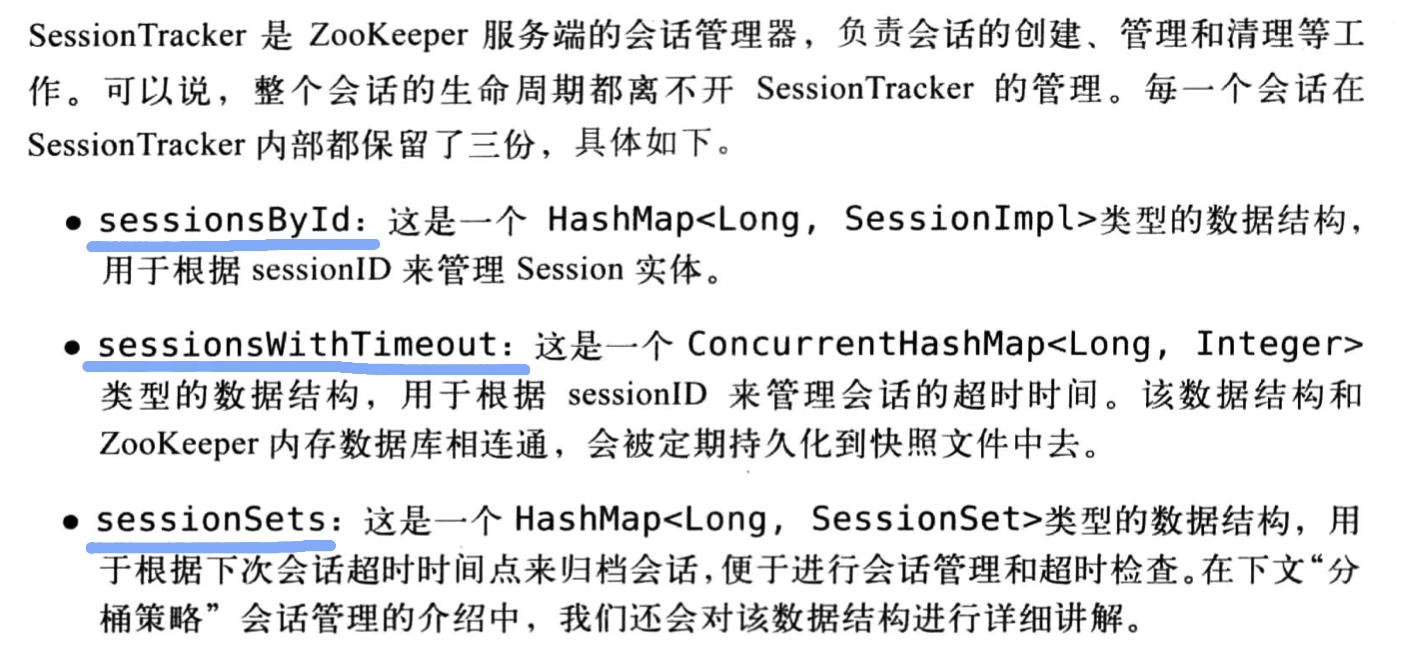 SessionTracker 是 ZooKeeper 服务端的会话管理器，负责会话的创建、管理和清理等工
作。可以说，整个会话的生命周期都离不开 SessionTracker 的管理。每一个会话在
SessionTracker 内部都保留了三份，具体如下。
● sessionsById：这是一个 HashMap<Long, SessionImpl>类型的数据结构，
用于根据 sessionID 来管理 Session 实体。
● sessionsWithTimeout：这是一个 ConcurrentHashMap<Long, Integer>
类型的数据结构，用于根据 sessionID 来管理会话的超时时间。该数据结构和
ZooKeeper 内存数据库相连通，会被定期持久化到快照文件中去。
● sessionSets：这是一个 HashMap<Long, SessionSet>类型的数据结构，用
于根据下次会话超时时间点来归档会话，便于进行会话管理和超时检查。在下文“分
桶策略”会话管理的介绍中，我们还会对该数据结构进行详细讲解。